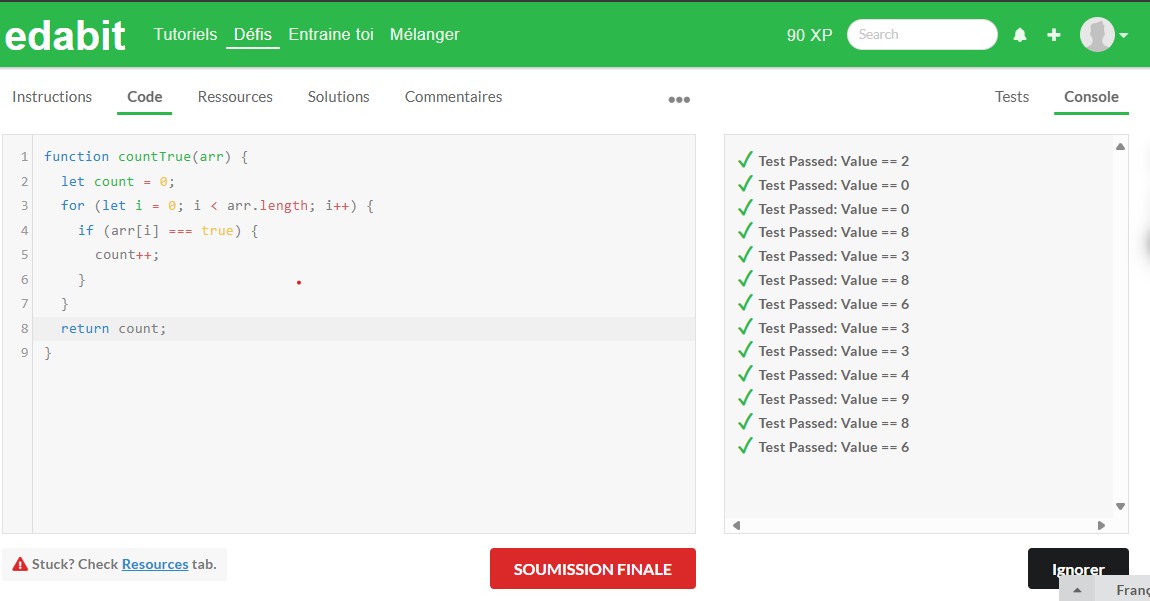 edabit Tutoriels Défis Entraine toi Mélanger 90 XP Search
Instructions Code Ressources Solutions Commentaires ••• Tests Console
1 function countTrue(arr) {
2 let count = 0;
3 for (let i = 0; i < arr.length; i++) {
4 if (arr[i] === true) {
5 count++;
6 }
7 }
8 return count;
9 }
Test Passed: Value == 2
Test Passed: Value == 0
Test Passed: Value == 0
Test Passed: Value == 8
Test Passed: Value == 3
Test Passed: Value == 8
Test Passed: Value == 6
Test Passed: Value == 3
Test Passed: Value == 3
Test Passed: Value == 4
Test Passed: Value == 9
Test Passed: Value == 8
Test Passed: Value == 6
Stuck? Check Resources tab.
SOUMISSION FINALE
Ignorer